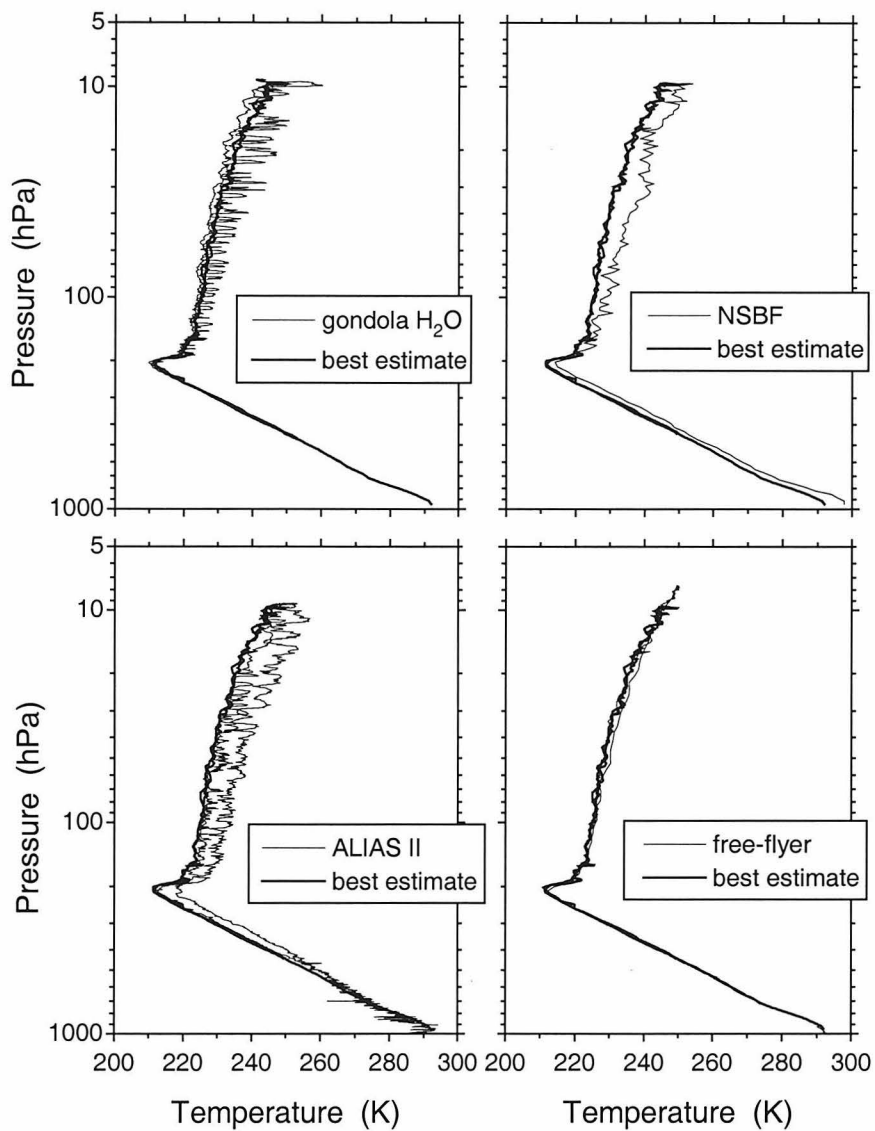 5
10
100
1000
Pressure (hPa)
gondola H₂O
best estimate
NSBF
best estimate
5
10
100
1000
Pressure (hPa)
ALIAS II
best estimate
free-flyer
best estimate
200 220 240 260 280 300
200 220 240 260 280 300
Temperature (K)
Temperature (K)